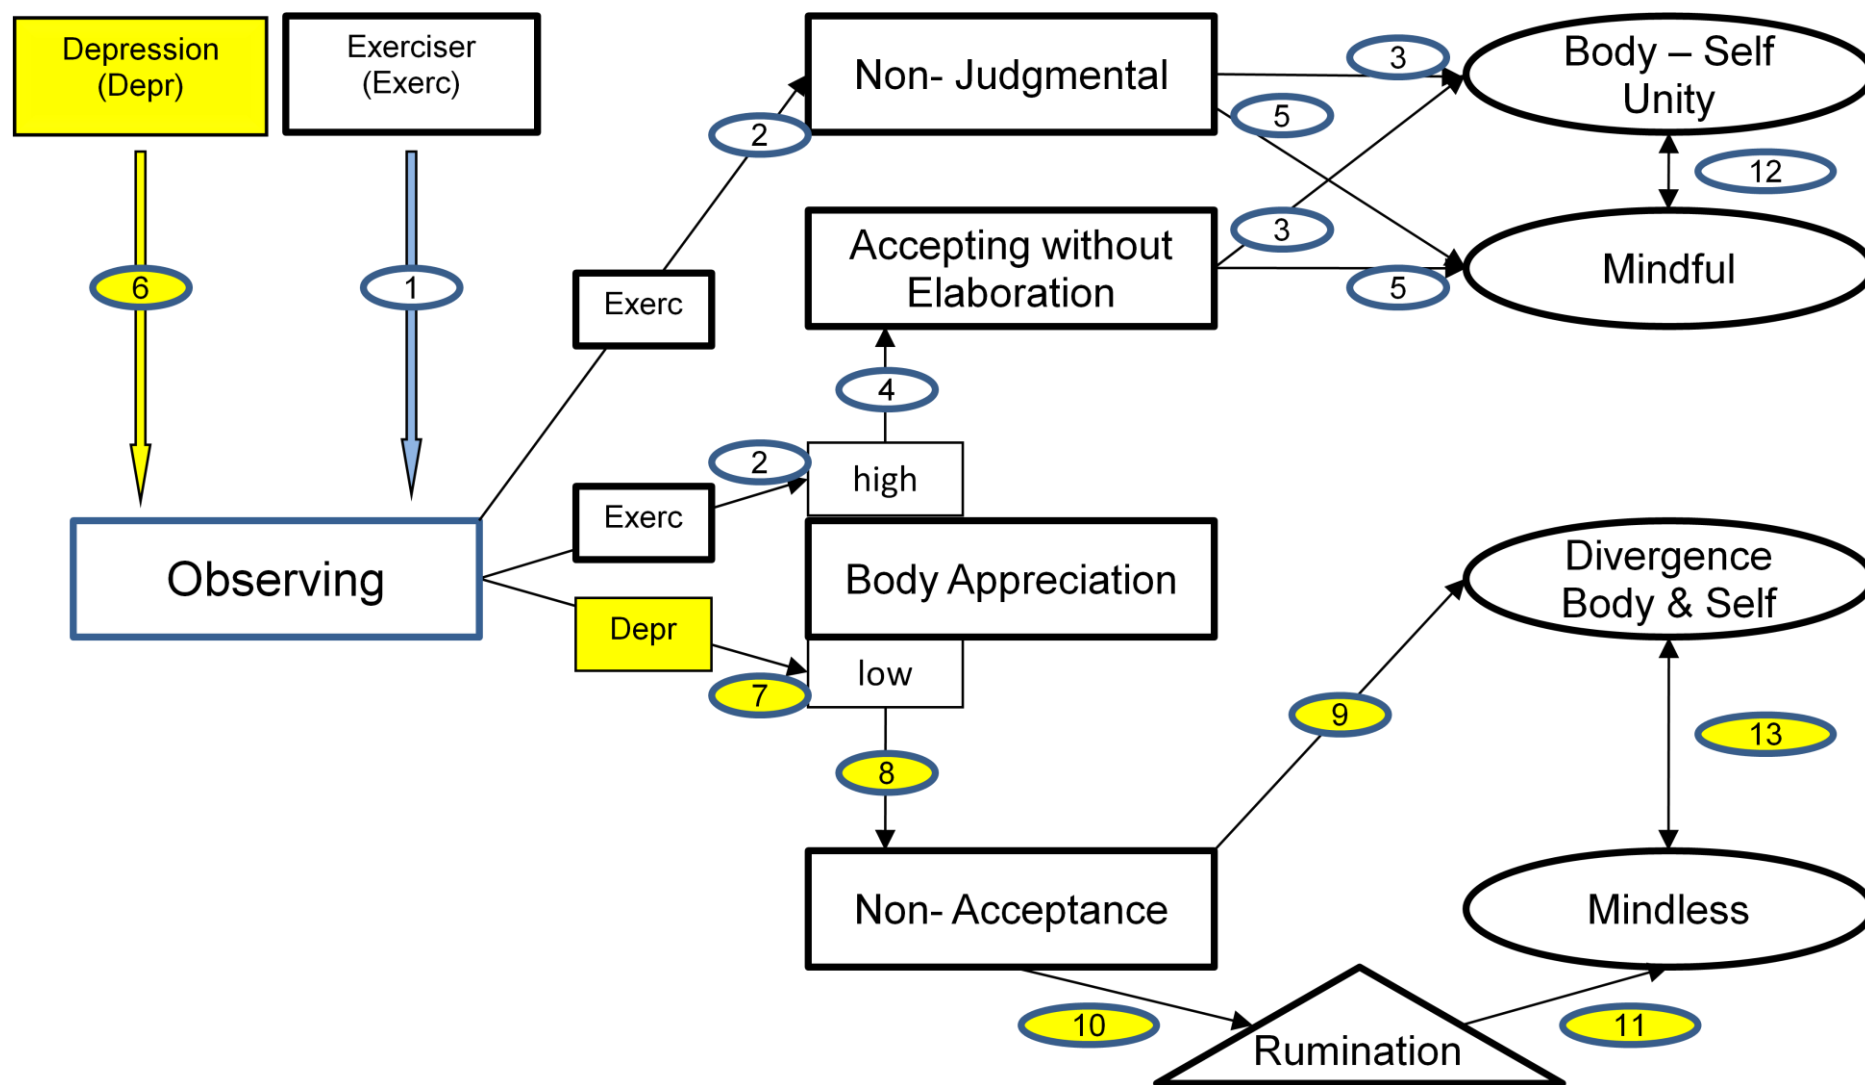 Depression
(Depr)
Exerciser
(Exerc)
Non- Judgmental
3
Body – Self
Unity
2
5
12
6
1
Exerc
Accepting without
Elaboration
3
5
Mindful
4
2
high
Exerc
Observing
Body Appreciation
Depr
low
7
Divergence
Body & Self
8
9
13
Non- Acceptance
Mindless
10
Rumination
11